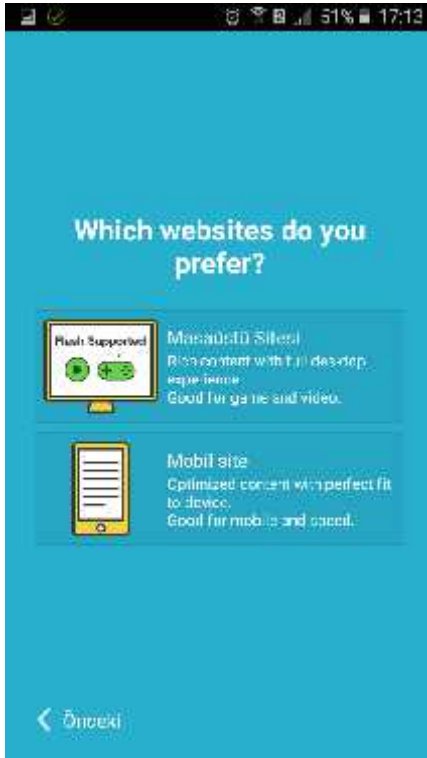 51% 17:13
Which websites do you
prefer?
Flash Supported
Masaüstü Sitesi
Rich content with full desktop
experience
Good for game and video.
Mobil site
Optimized content with perfect fit
to device.
Good for mobile and speed.
Önceki